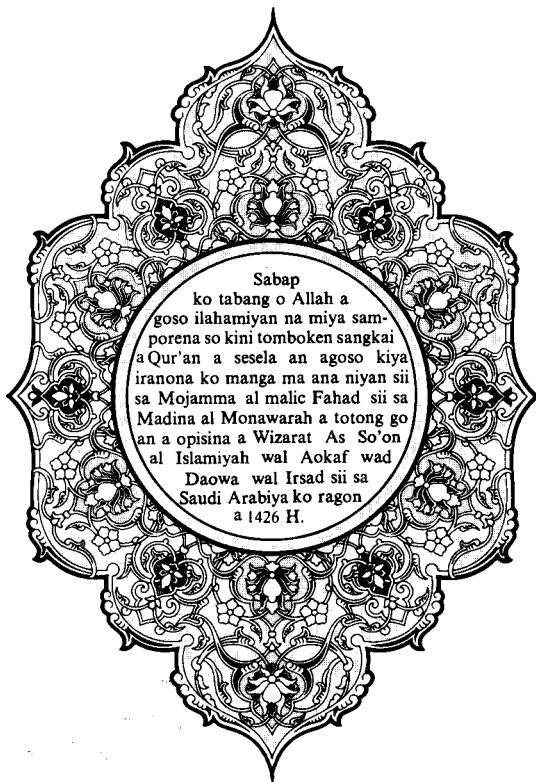 Sabap
ko tabang o Allah a
goso ilahamiyan na miya sam-
porena so kini tomboken sangkai
a Qur'an a sesela an agoso kiya
iranona ko manga ma ana niyan sii
sa Mojamma al malic Fahad sii sa
Madina al Monawarah a totong go
an a opisina a Wizarat As So'on
al Islamiyah wal Aokaf wad
Daowa wal Irsad sii sa
Saudi Arabiya ko ragon
a 1426 H.